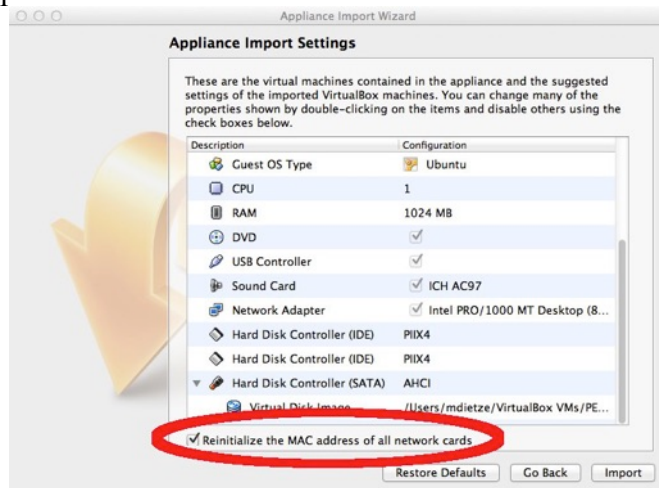 Appliance Import Wizard
Appliance Import Settings
These are the virtual machines contained in the appliance and the suggested
settings of the imported VirtualBox machines. You can change many of the
properties shown by double-clicking on the items and disable others using the
check boxes below.
Description Configuration
Guest OS Type Ubuntu
CPU 1
RAM 1024 MB
DVD
USB Controller
Sound Card ICH AC97
Network Adapter Intel PRO/1000 MT Desktop (8...
Hard Disk Controller (IDE) PIIX4
Hard Disk Controller (IDE) PIIX4
Hard Disk Controller (SATA) AHCI
Virtual Disk Image /Users/mdietze/VirtualBox VMs/PE...
Reinitialize the MAC address of all network cards
Restore Defaults Go Back Import